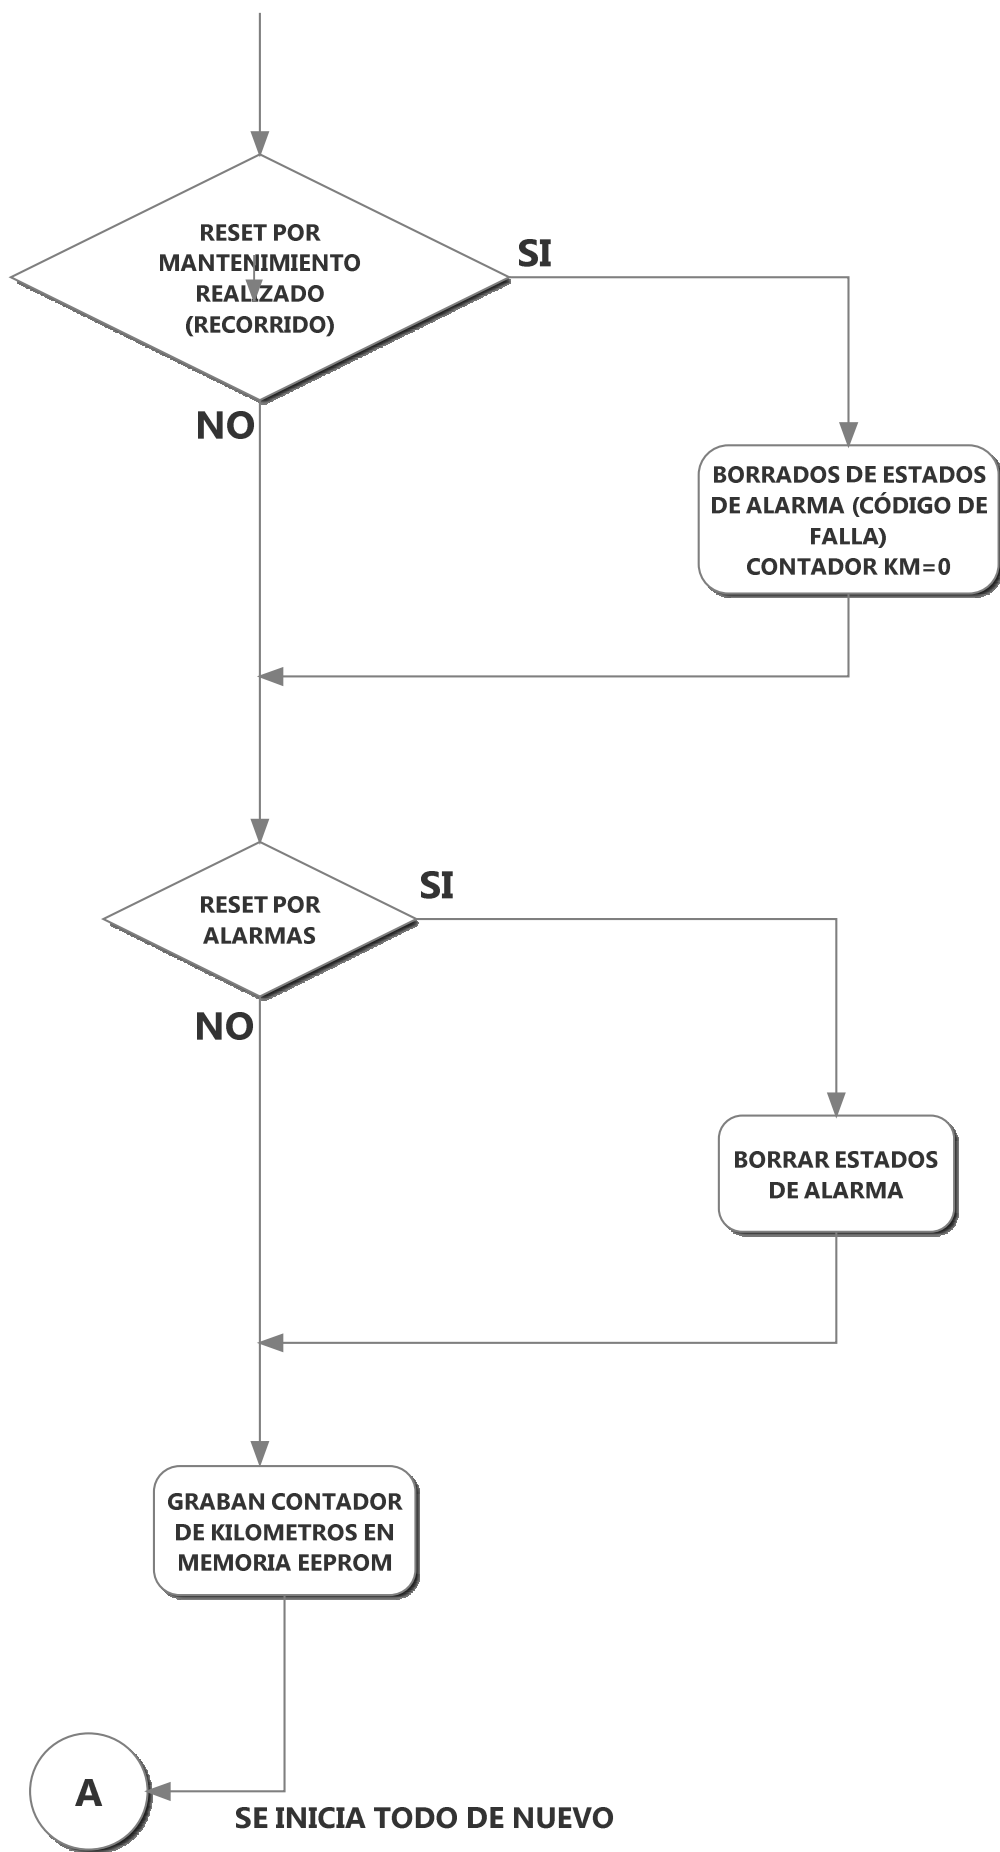 RESET POR
MANTENIMIENTO
REALIZADO
(RECORRIDO)
SI
NO
BORRADOS DE ESTADOS
DE ALARMA (CÓDIGO DE
FALLA)
CONTADOR KM=0
RESET POR
ALARMAS
SI
NO
BORRAR ESTADOS
DE ALARMA
GRABAN CONTADOR
DE KILOMETROS EN
MEMORIA EEPROM
A
SE INICIA TODO DE NUEVO